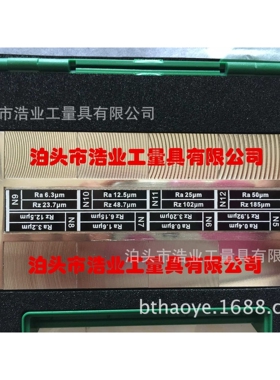 市浩业工量具有限公司
泊头市浩业工量具有限公司
N9 Ra 6.3μm N10 Ra 12.5μm N11 Ra 25μm N12 Ra 50μm
Rz 23.7μm Rz 48.7μm Rz 102μm Rz 185μm
N5 Ra 0.4μm N6 Ra 0.8μm N7 Ra 1.6μm N8 Ra 3.2μm
Rz 1.92μm Rz 3.20μm Rz 6.15μm Rz 12.5μm
泊头市浩业工量具有限公司
bthaoye.1688.c